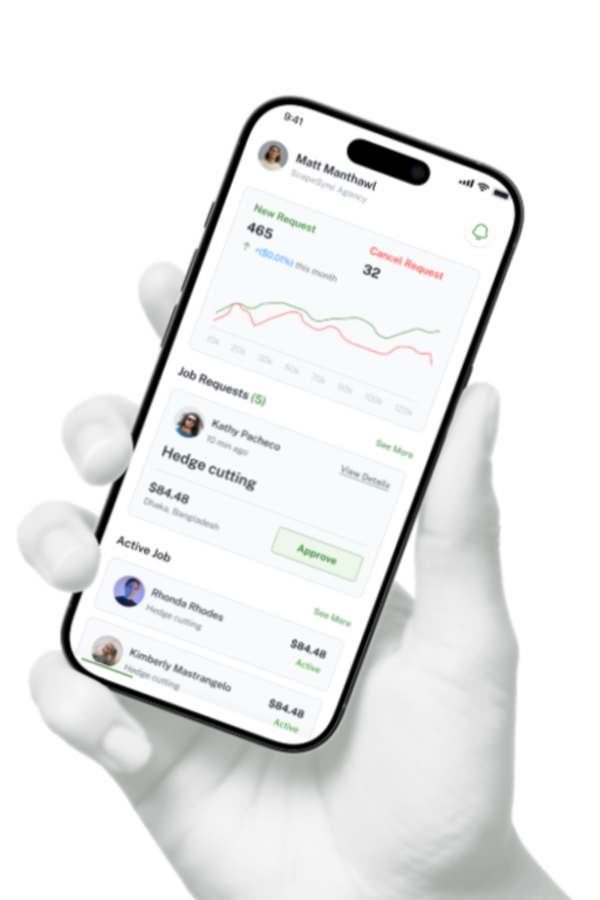 9:41
Matt Manthawl
ScapeSync Agency
New Request
465
+($0.01%) this month
Cancel Request
32
10k 20k 30k 50k 70k 90k 100k 120k
Job Requests (5)
See More
Kathy Pacheco
10 min ago
View Details
Hedge cutting
$84.48
Dhaka, Bangladesh
Approve
Active Job
See More
Rhonda Rhodes
Hedge cutting
$84.48
Active
Kimberly Mastrangelo
Hedge cutting
$84.48
Active